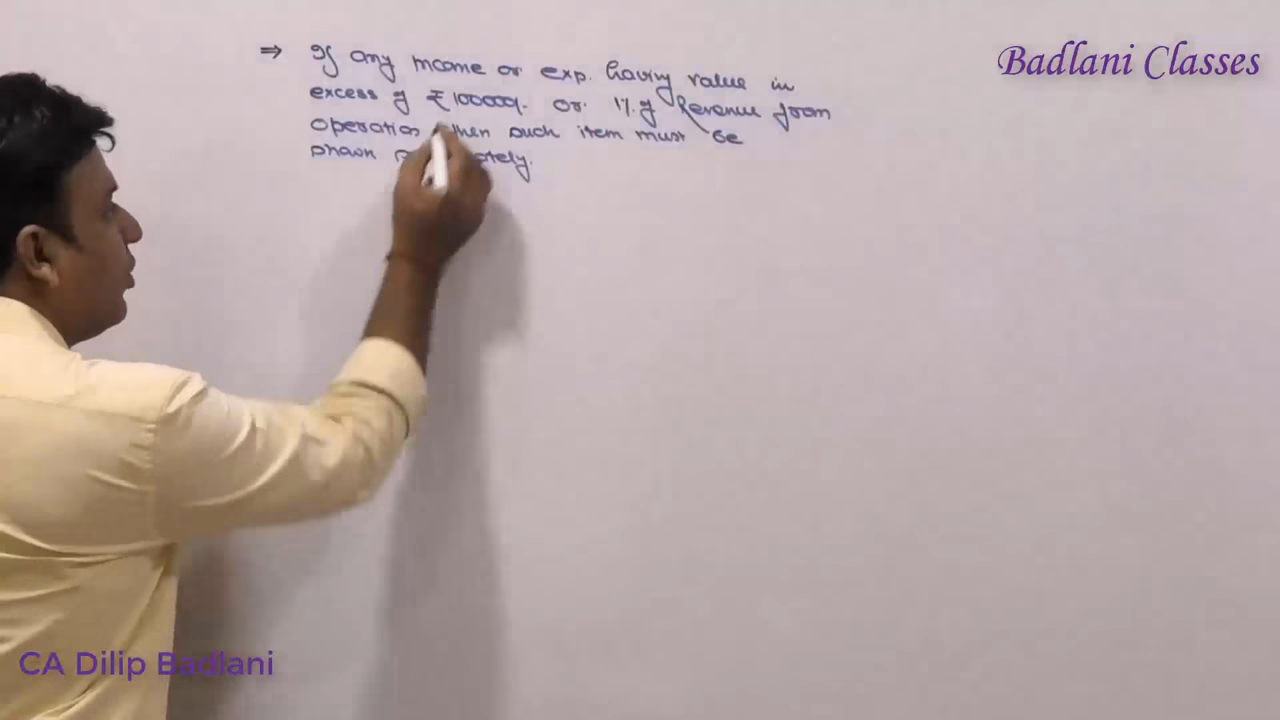 Badlani Classes
⇒ If any income or exp. having value in
excess of ₹100000/- or 1% of Revenue from
operation then such item must be
shown
CA Dilip Badlani